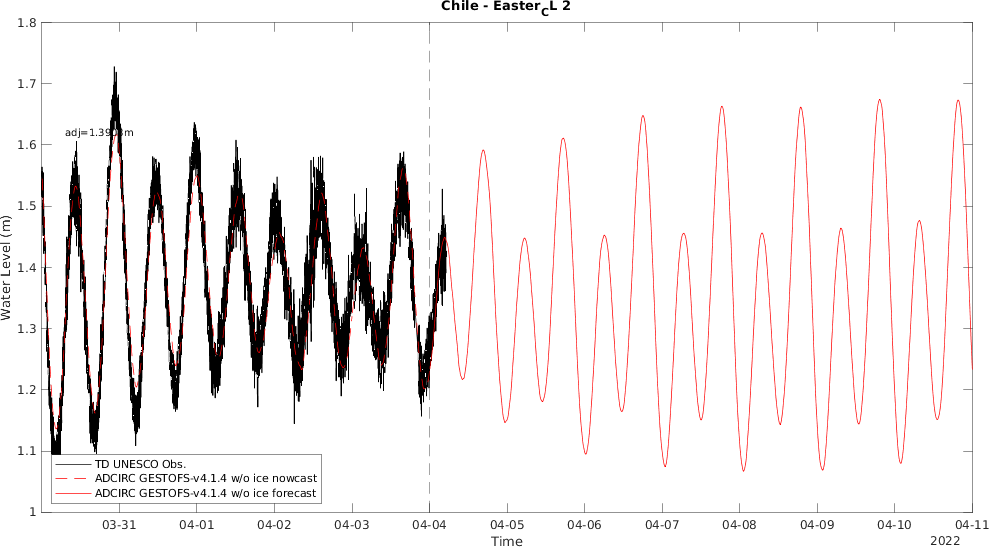 Chile - Easter_CL 2
1.8
1.7
1.6
1.5
1.4
1.3
1.2
1.1
1
Water Level (m)
TD UNESCO Obs.
ADCIRC GESTOFS-v4.1.4 w/o ice nowcast
ADCIRC GESTOFS-v4.1.4 w/o ice forecast
03-31 04-01 04-02 04-03 04-04 04-05 04-06 04-07 04-08 04-09 04-10 04-11
Time
2022